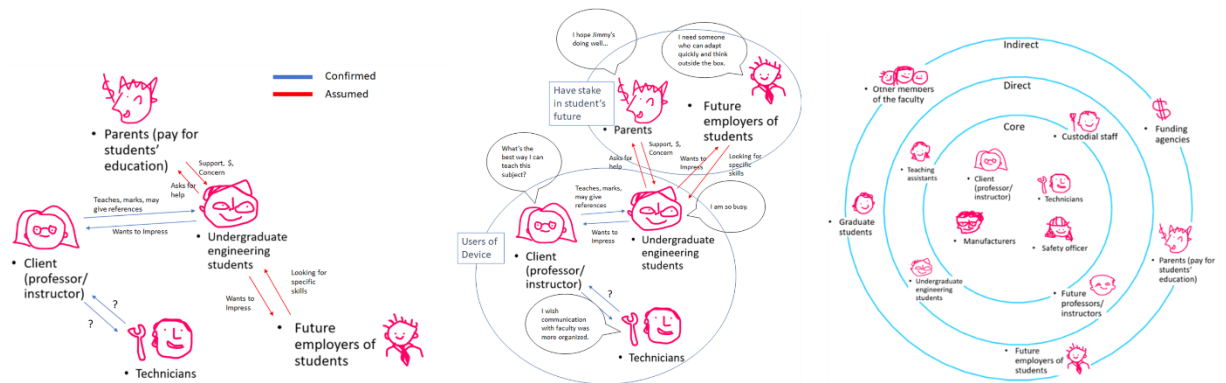 Confirmed
Assumed
• Parents (pay for
students'
education)
Support, $,
Concern
Asks for
help
Teaches, marks, may
give references
Wants to Impress
• Undergraduate
engineering
students
• Client
(professor/
instructor)
?
?
• Technicians
Wants to
Impress
Looking for
specific
skills
• Future
employers of
students
I hope Jimmy's
doing well...
I need someone
who can adapt
quickly and think
outside the box.
Have stake
in student's
future
• Parents
• Future
employers of
students
What's the
best way I can
teach this
subject?
Asks for
help
Support, $,
Concern
Wants to
Impress
Looking for
specific
skills
Teaches, marks,
may give
references
Wants to
Impress
I am so busy.
Users of
Device
• Client
(professor/
instructor)
• Undergraduate
engineering
students
?
I wish
communication
with faculty was
more organized.
• Technicians
Indirect
• Other members
of the faculty
Direct
$
• Funding
agencies
Core
• Custodial staff
• Teaching
assistants
• Client
(professor/
instructor)
• Technicians
• Graduate
students
• Manufacturers
• Safety officer
• Parents (pay for
students'
education)
• Undergraduate
engineering
students
• Future
professors/
instructors
• Future
employers of
students